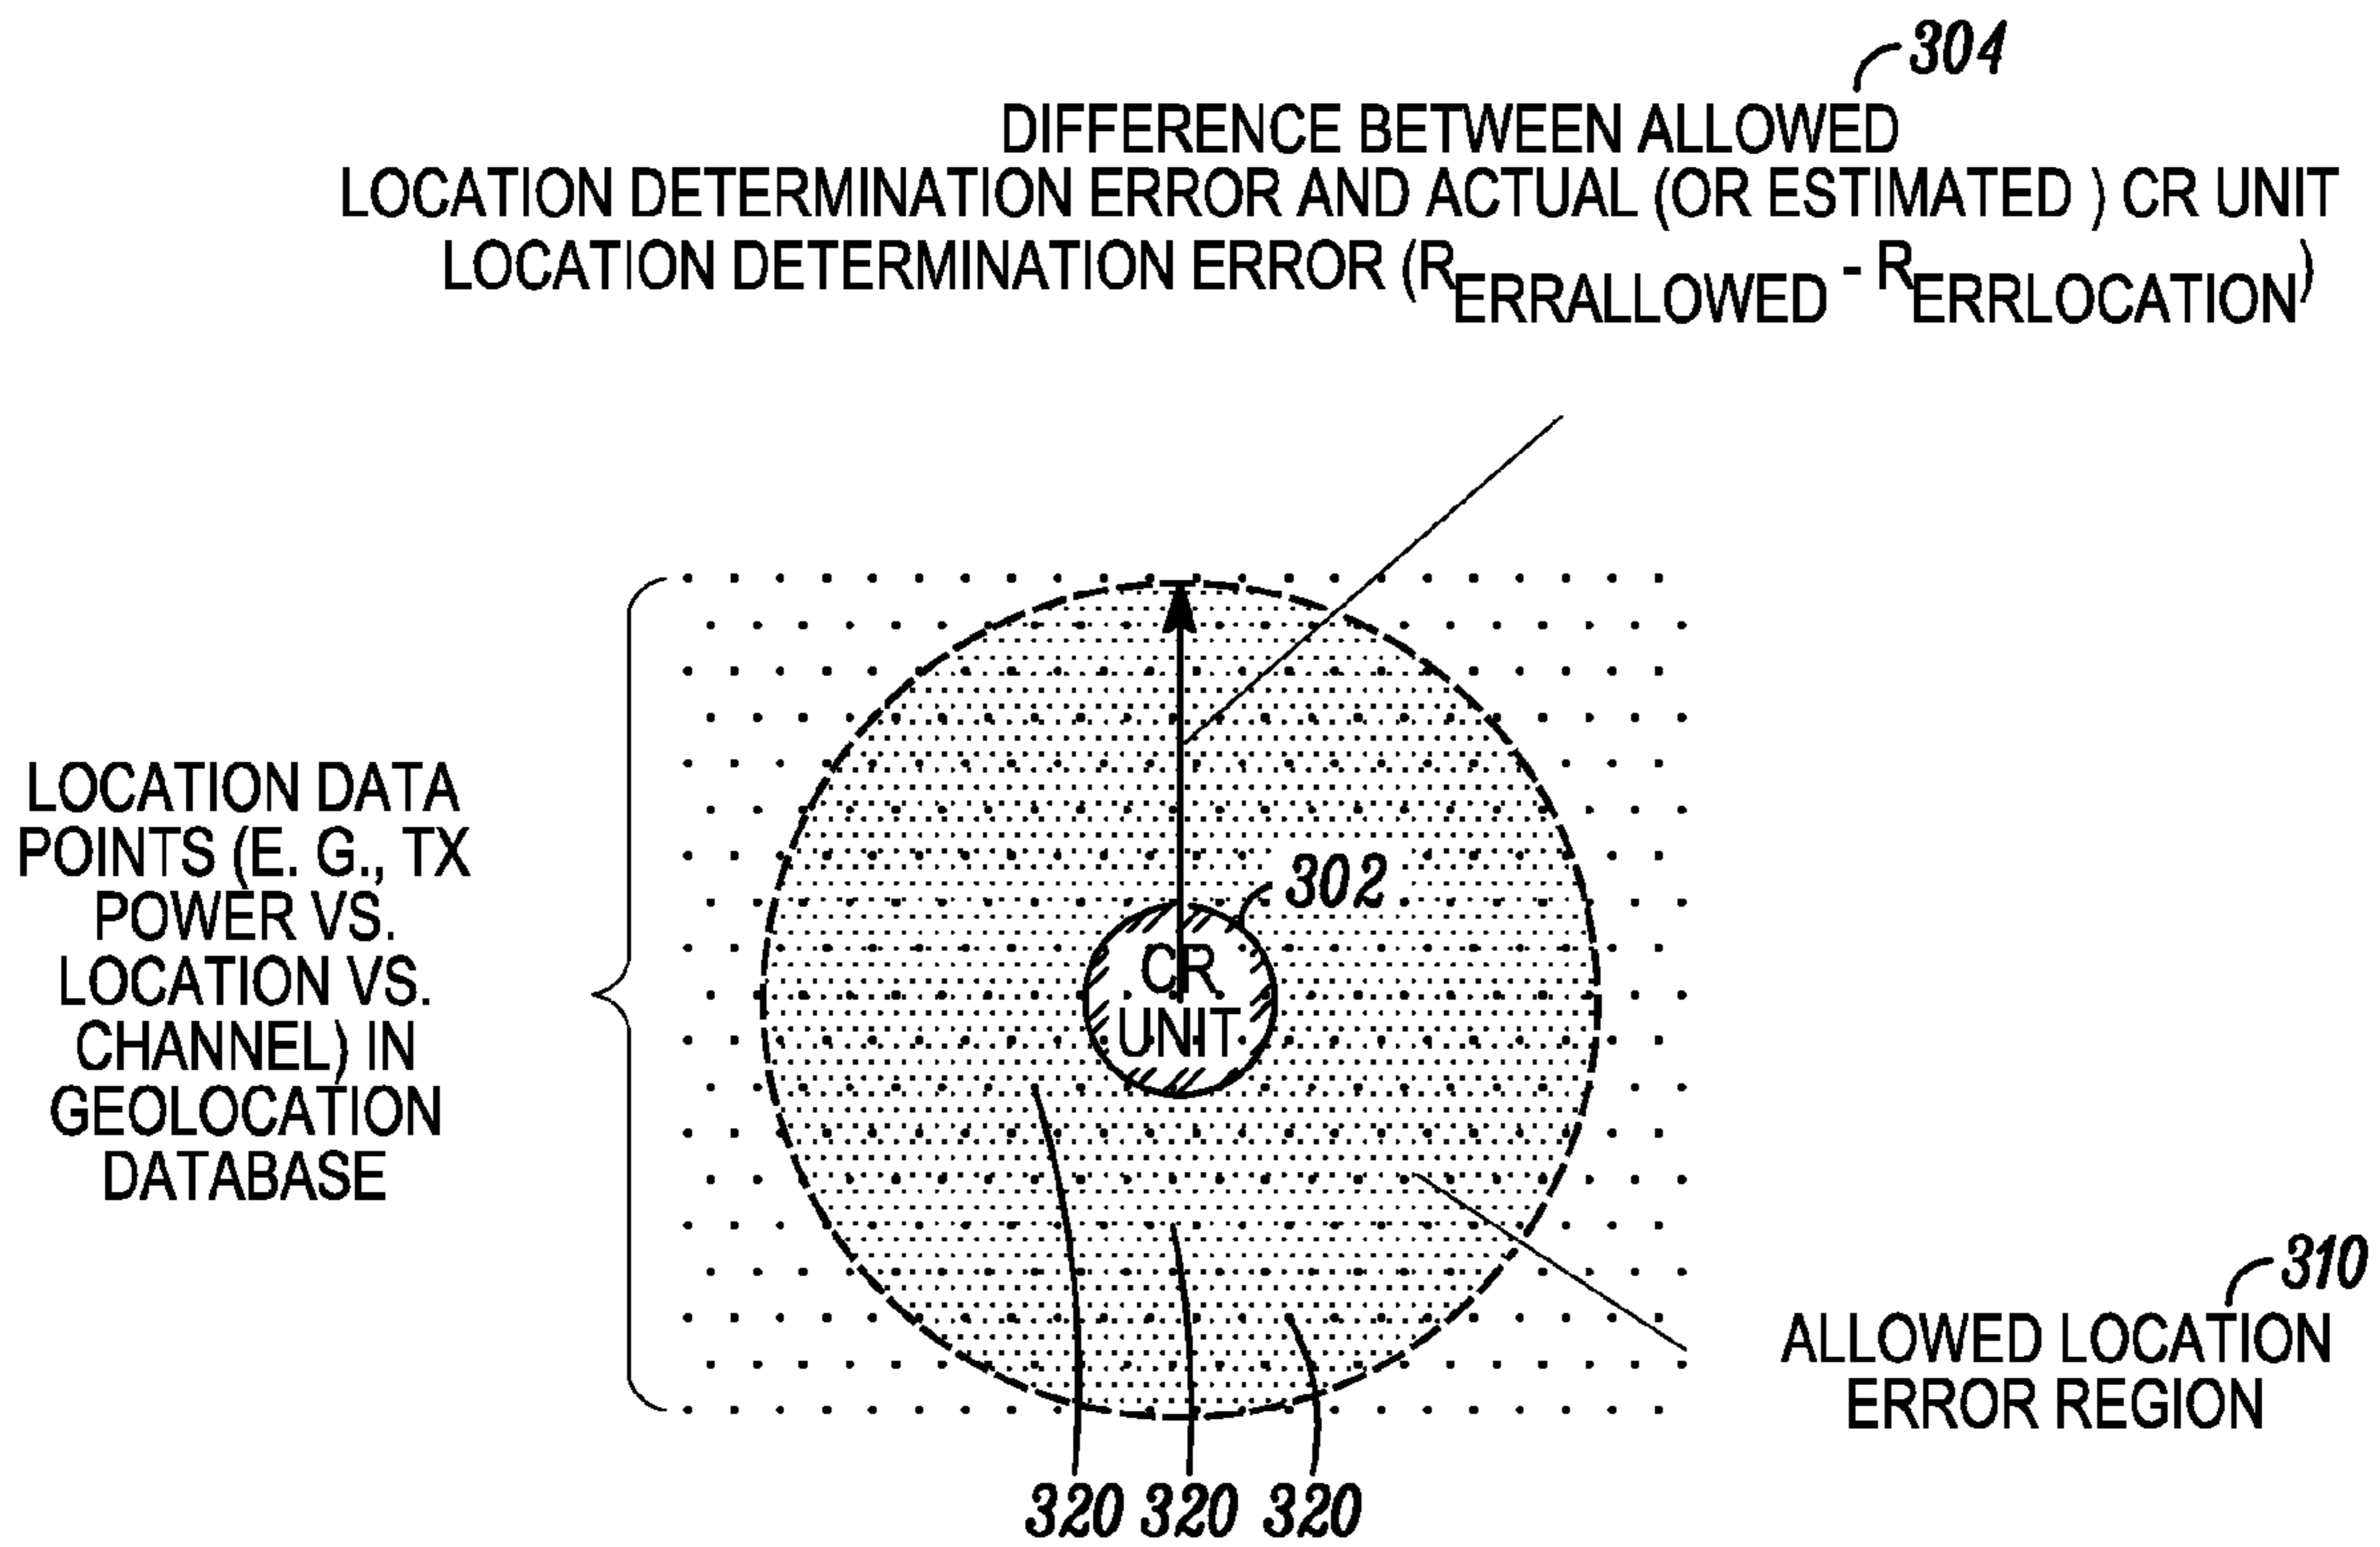 304
DIFFERENCE BETWEEN ALLOWED
LOCATION DETERMINATION ERROR AND ACTUAL (OR ESTIMATED ) CR UNIT
LOCATION DETERMINATION ERROR (RERRALLOWED - RERRLOCATION)
LOCATION DATA
POINTS (E. G., TX
POWER VS.
LOCATION VS.
CHANNEL) IN
GEOLOCATION
DATABASE
302
CR
UNIT
310
ALLOWED LOCATION
ERROR REGION
320 320 320